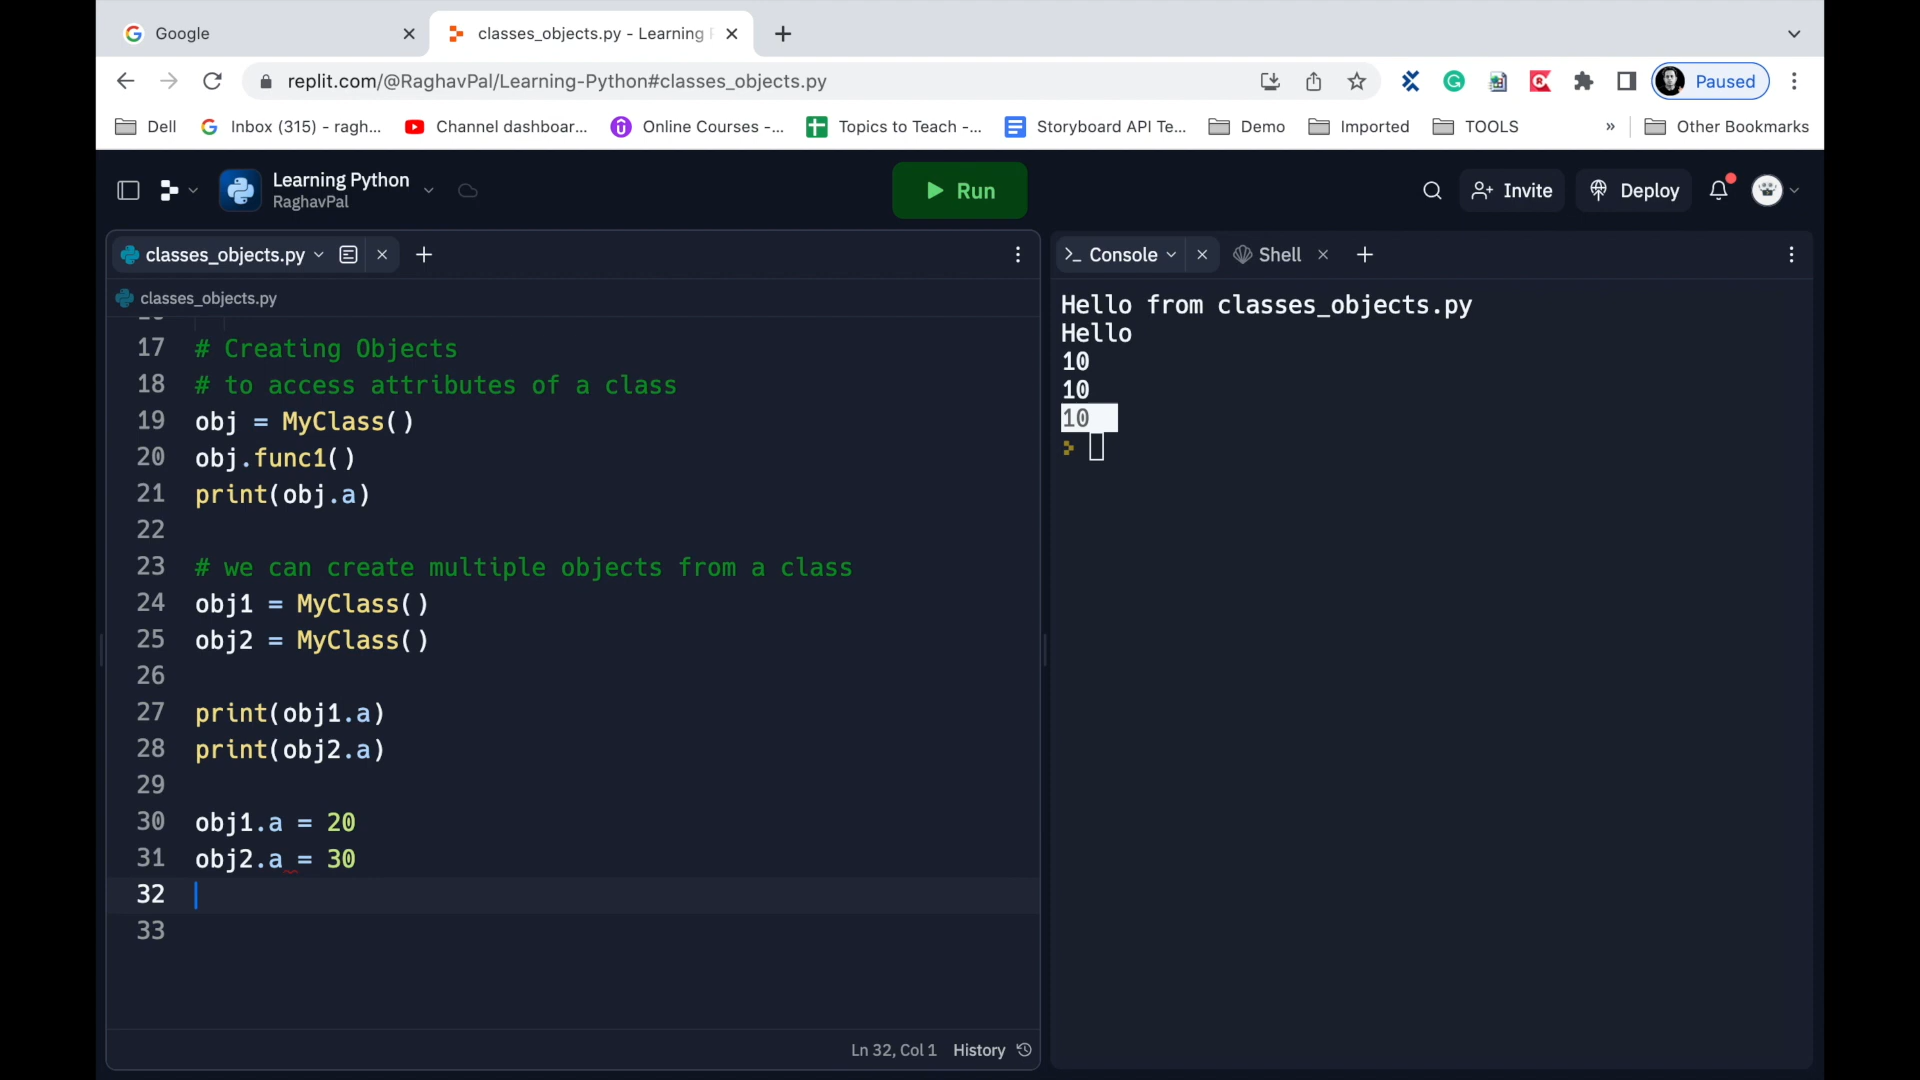 Google
classes_objects.py - Learning
replit.com/@RaghavPal/Learning-Python#classes_objects.py
Paused
Dell
Inbox (315) - ragh...
Channel dashboar...
Online Courses -...
Topics to Teach -...
Storyboard API Te...
Demo
Imported
TOOLS
»
Other Bookmarks
Learning Python
RaghavPal
Run
Invite
Deploy
classes_objects.py
classes_objects.py
17 # Creating Objects
18 # to access attributes of a class
19 obj = MyClass()
20 obj.func1()
21 print(obj.a)
22
23 # we can create multiple objects from a class
24 obj1 = MyClass()
25 obj2 = MyClass()
26
27 print(obj1.a)
28 print(obj2.a)
29
30 obj1.a = 20
31 obj2.a = 30
32
33
Ln 32, Col 1 History
>_ Console
Shell
Hello from classes_objects.py
Hello
10
10
10